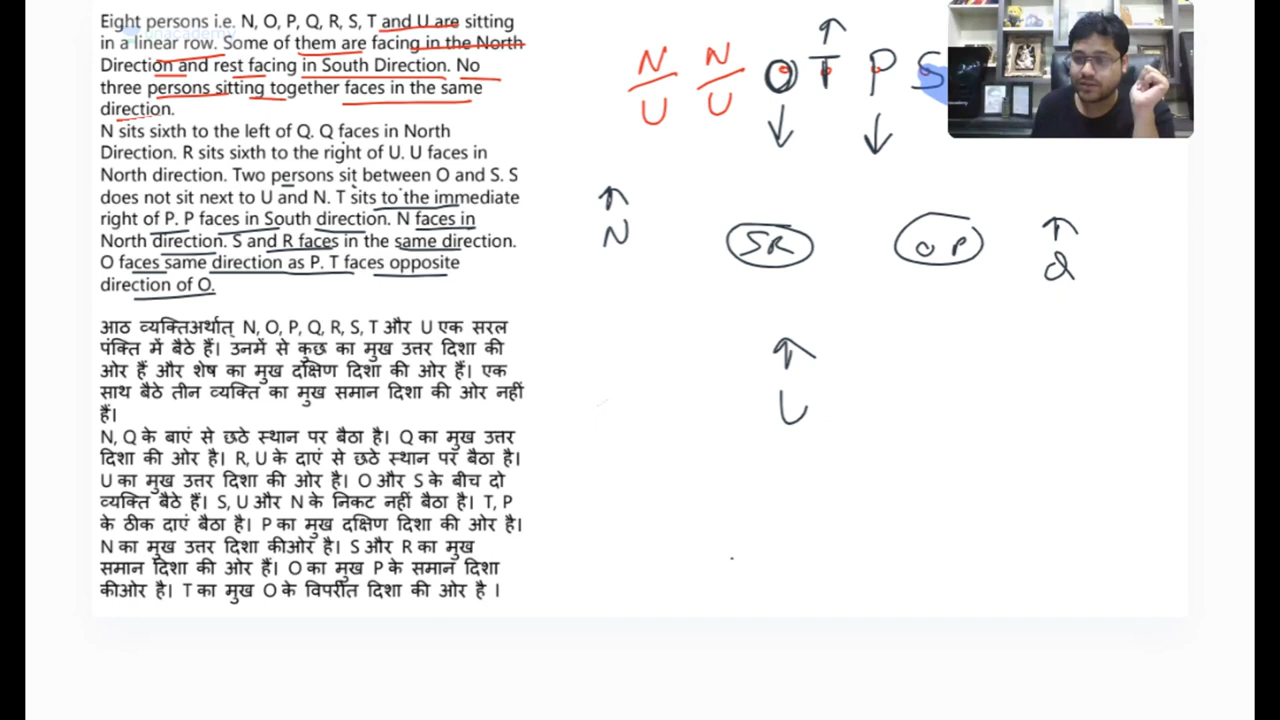 Eight persons i.e. N, O, P, Q, R, S, T and U are sitting
in a linear row. Some of them are facing in the North
Direction and rest facing in South Direction. No
three persons sitting together faces in the same
direction.
N sits sixth to the left of Q. Q faces in North
Direction. R sits sixth to the right of U. U faces in
North direction. Two persons sit between O and S. S
does not sit next to U and N. T sits to the immediate
right of P. P faces in South direction. N faces in
North direction. S and R faces in the same direction.
O faces same direction as P. T faces opposite
direction of O.
आठ व्यक्तिअर्थात् N, O, P, Q, R, S, T और U एक सरल
पंक्ति में बैठे हैं। उनमें से कुछ का मुख उत्तर दिशा की
ओर हैं और शेष का मुख दक्षिण दिशा की ओर हैं। एक
साथ बैठे तीन व्यक्ति का मुख समान दिशा की ओर नहीं
हैं।
N, Q के बाएं से छठे स्थान पर बैठा है। Q का मुख उत्तर
दिशा की ओर है। R, U के दाएं से छठे स्थान पर बैठा है।
U का मुख उत्तर दिशा की ओर है। O और S के बीच दो
व्यक्ति बैठे हैं। S, U और N के निकट नहीं बैठा है। T, P
के ठीक दाएं बैठा है। P का मुख दक्षिण दिशा की ओर है।
N का मुख उत्तर दिशा कीओर है। S और R का मुख
समान दिशा की ओर हैं। O का मुख P के समान दिशा
कीओर है। T का मुख O के विपरीत दिशा की ओर है ।
N N O T P S
U U
N SR OP Q
U